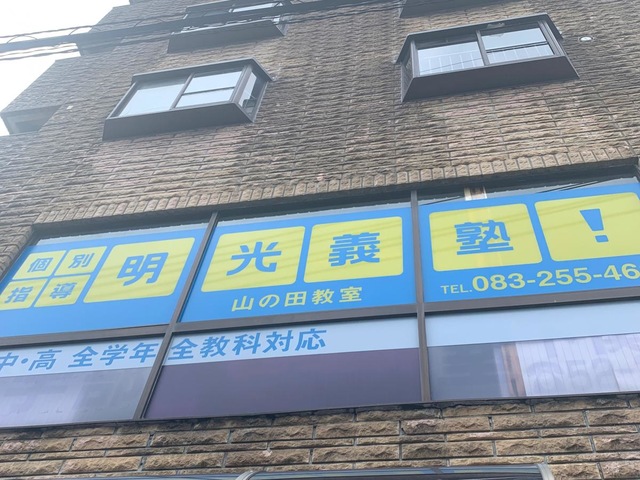 個別
指導
明光義塾!
山の田教室
TEL.083-255-46
中・高 全学年 全教科対応